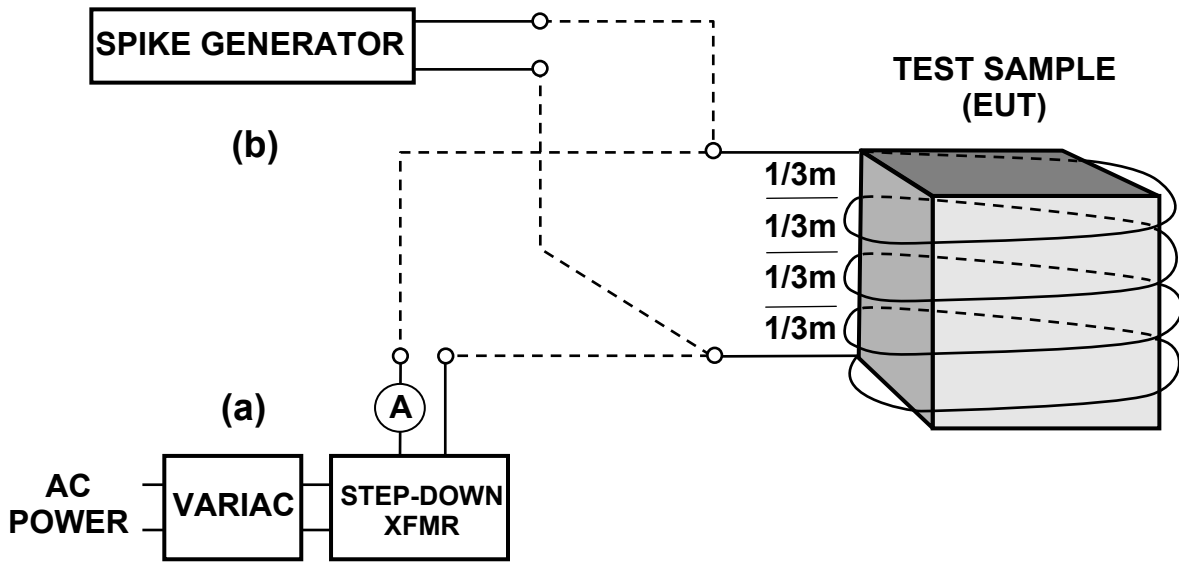 SPIKE GENERATOR
TEST SAMPLE
(EUT)
(b)
1/3m
1/3m
1/3m
1/3m
(a)
A
AC
POWER
VARIAC
STEP-DOWN
XFMR